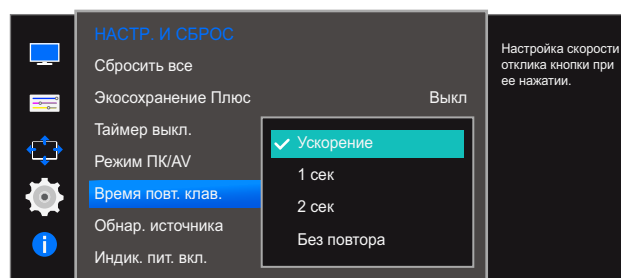 НАСТР. И СБРОС
Сбросить все
Экосохранение Плюс Выкл
Таймер выкл.
Режим ПК/AV
Время повт. клав.
Обнар. источника
Индик. пит. вкл.
Ускорение
1 сек
2 сек
Без повтора
Настройка скорости
отклика кнопки при
ее нажатии.